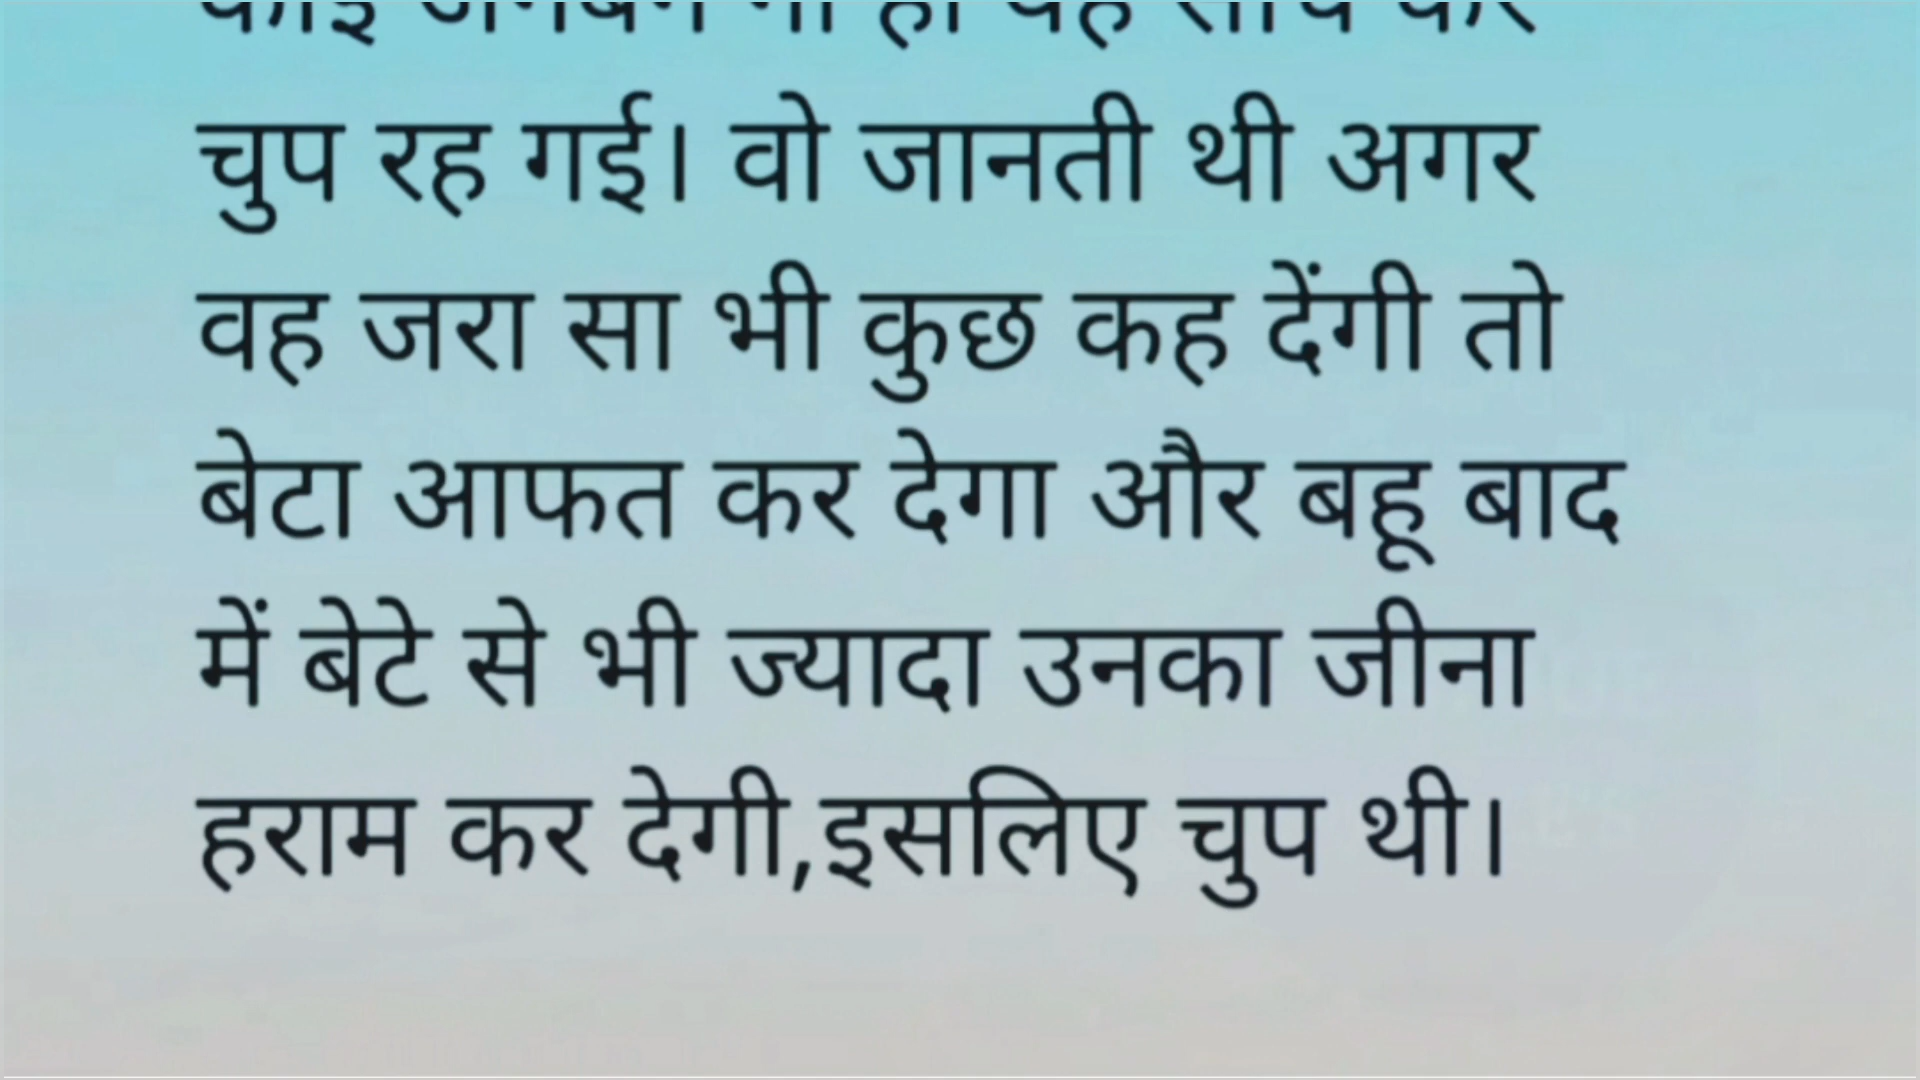 चुप रह गई। वो जानती थी अगर
वह जरा सा भी कुछ कह देंगी तो
बेटा आफत कर देगा और बहू बाद
में बेटे से भी ज्यादा उनका जीना
हराम कर देगी,इसलिए चुप थी।